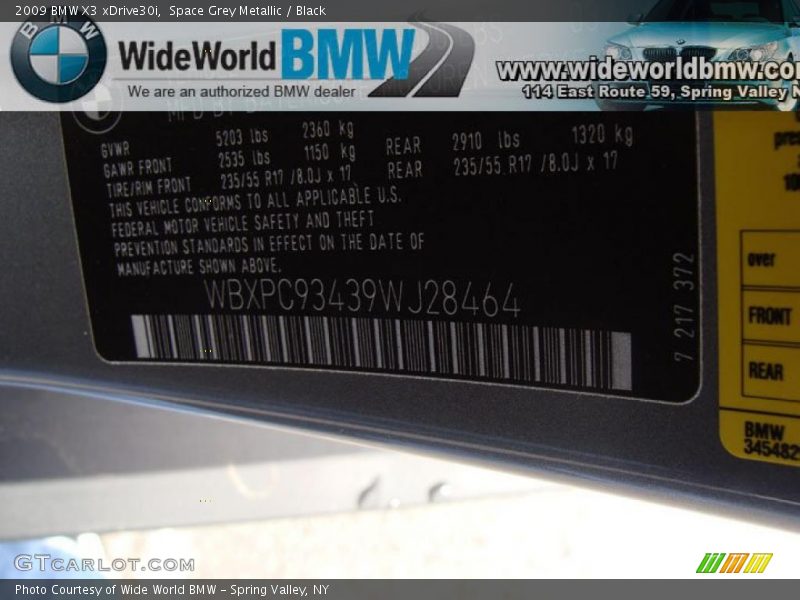 2009 BMW X3 xDrive30i, Space Grey Metallic / Black
BMW
WideWorld BMW
We are an authorized BMW dealer
www.wideworldbmw.co
114 East Route 59, Spring Valley N
GVWR 5203 lbs 2360 kg
GAWR FRONT 2535 lbs 1150 kg REAR 2910 lbs 1320 kg
TIRE/RIM FRONT 235/55 R17 /8.0J x 17 REAR 235/55 R17 /8.0J x 17
THIS VEHICLE CONFORMS TO ALL APPLICABLE U.S.
FEDERAL MOTOR VEHICLE SAFETY AND THEFT
PREVENTION STANDARDS IN EFFECT ON THE DATE OF
MANUFACTURE SHOWN ABOVE.
WBXPC93439WJ28464
7 217 372
over
FRONT
REAR
BMW
345482
GTCARLOT.COM
Photo Courtesy of Wide World BMW - Spring Valley, NY